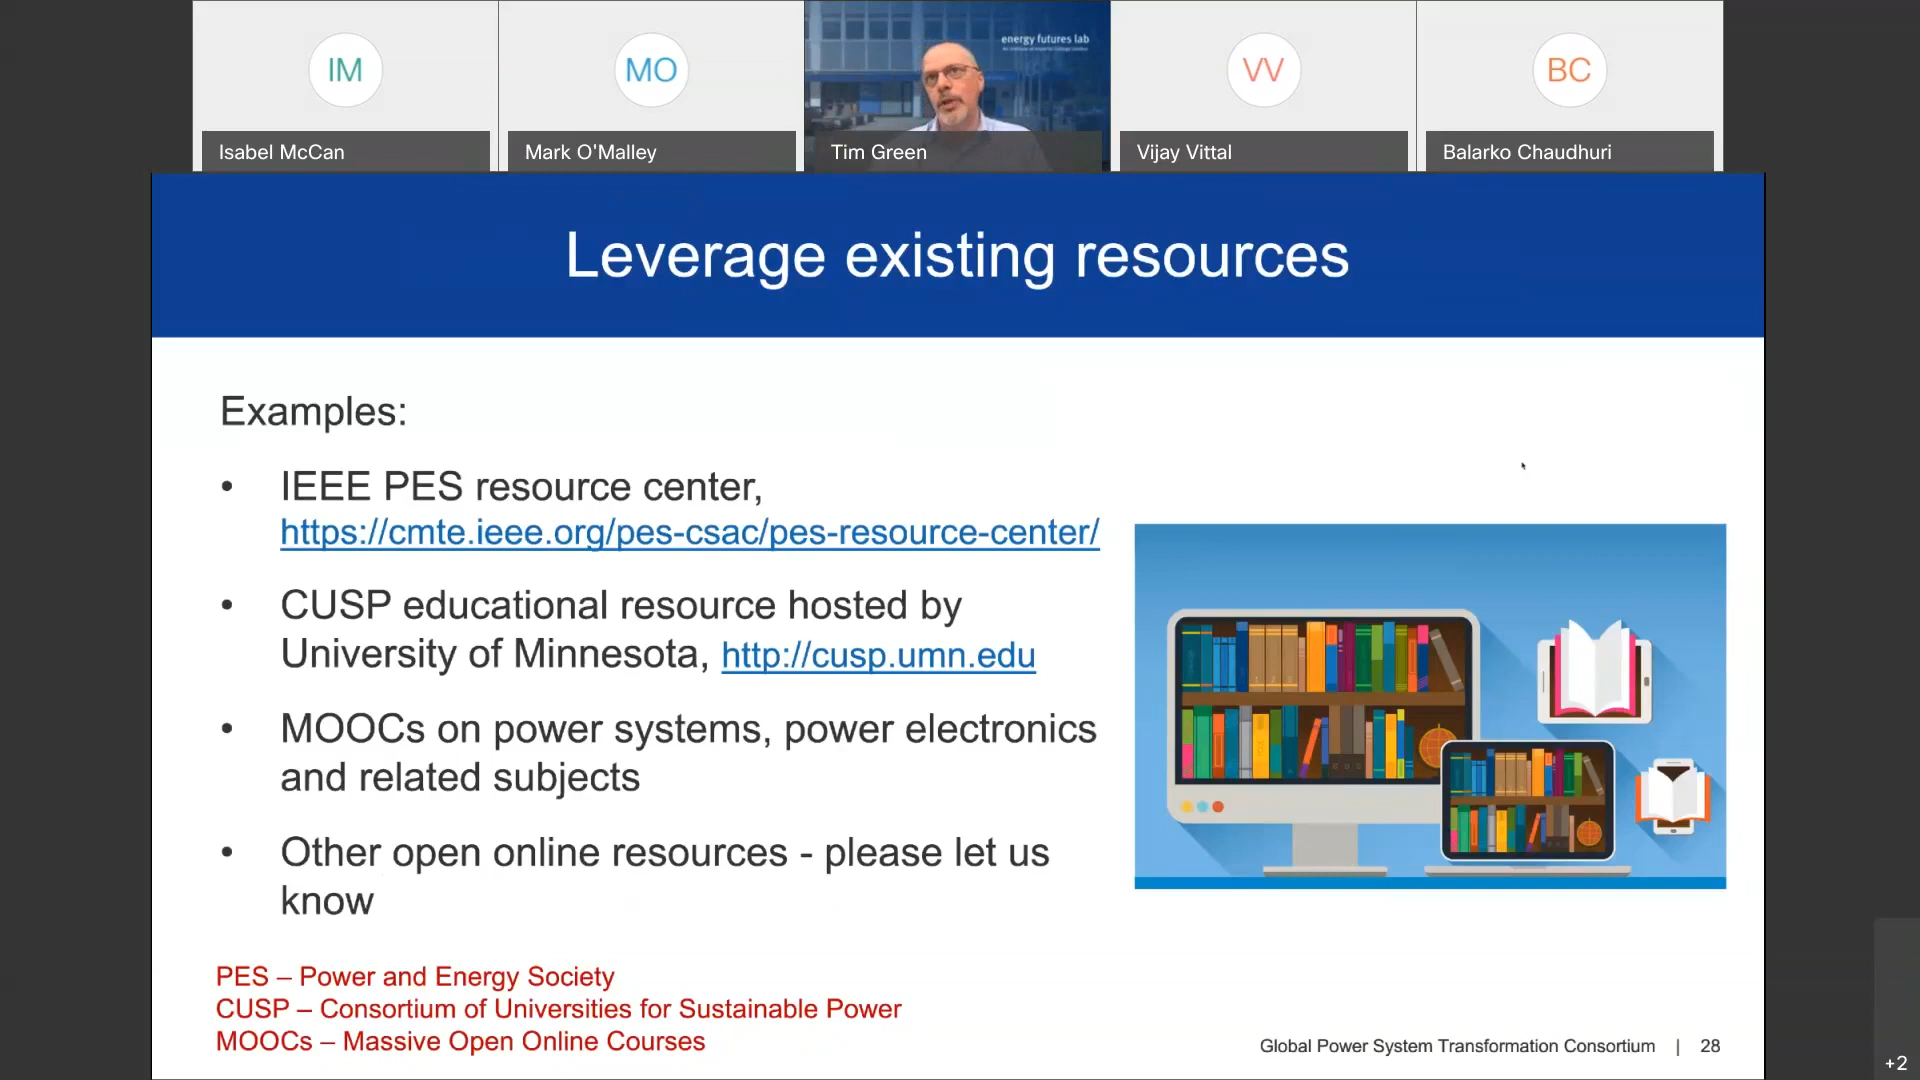 IM
MO
energy futures lab
VV
BC
Isabel McCan
Mark O'Malley
Tim Green
Vijay Vittal
Balarko Chaudhuri
Leverage existing resources
Examples:
• IEEE PES resource center,
https://cmte.ieee.org/pes-csac/pes-resource-center/
• CUSP educational resource hosted by
University of Minnesota, http://cusp.umn.edu
• MOOCs on power systems, power electronics
and related subjects
• Other open online resources - please let us
know
PES – Power and Energy Society
CUSP – Consortium of Universities for Sustainable Power
MOOCs – Massive Open Online Courses
Global Power System Transformation Consortium | 28
+2